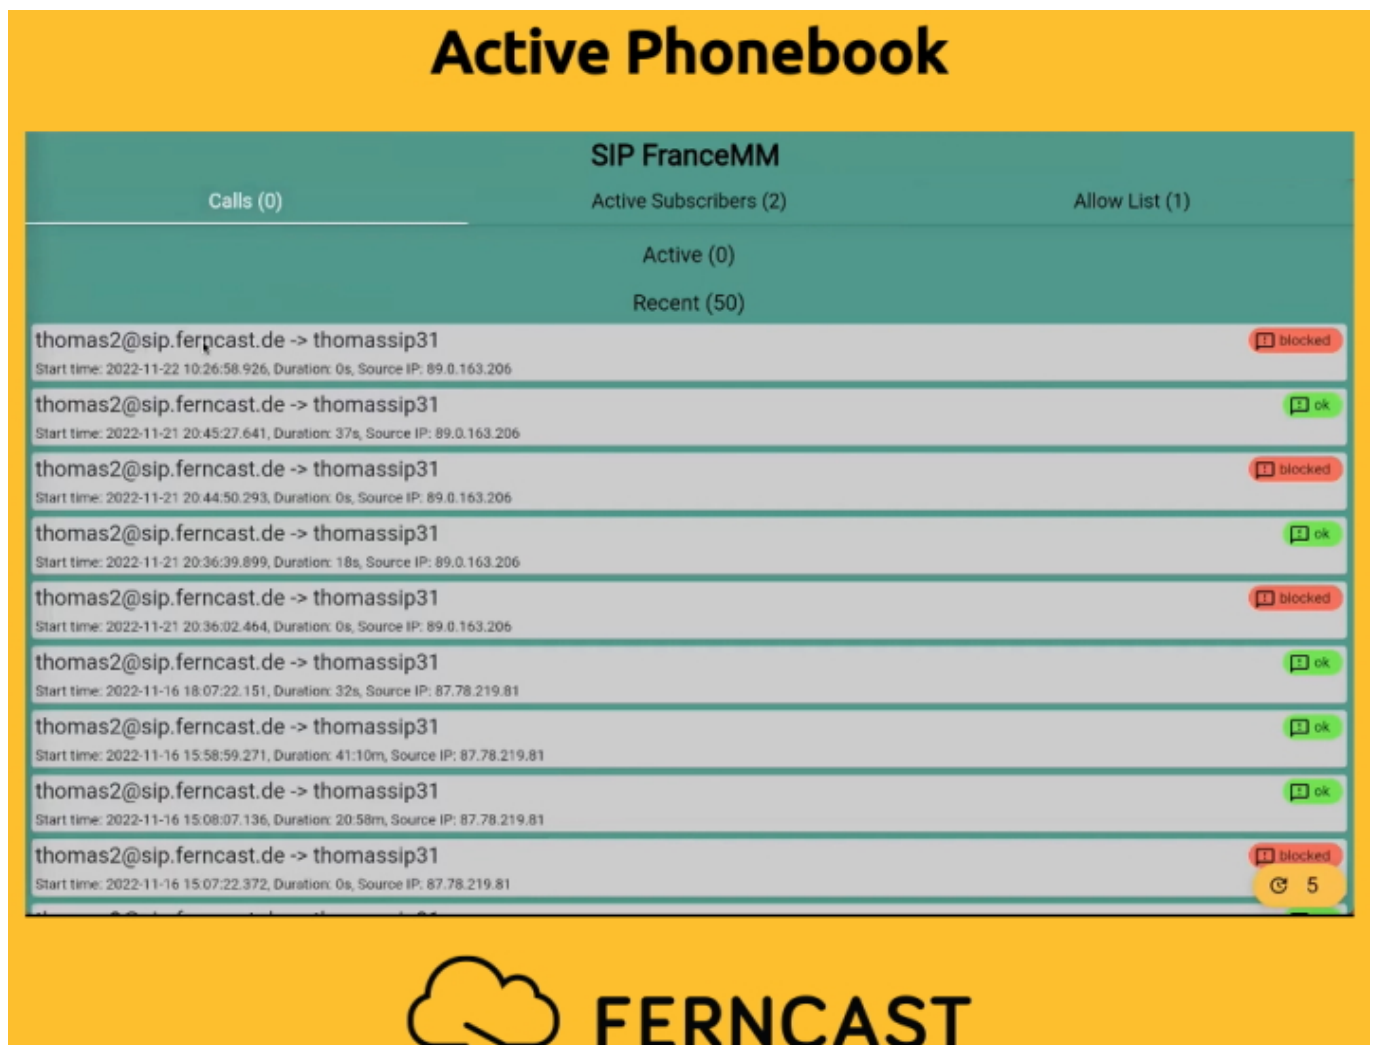 Active Phonebook
SIP FranceMM
Calls (0) Active Subscribers (2) Allow List (1)
Active (0)
Recent (50)
thomas2@sip.ferncast.de -> thomassip31 blocked
Start time: 2022-11-22 10:26:58.926, Duration: 0s, Source IP: 89.0.163.206
thomas2@sip.ferncast.de -> thomassip31 ok
Start time: 2022-11-21 20:45:27.641, Duration: 37s, Source IP: 89.0.163.206
thomas2@sip.ferncast.de -> thomassip31 blocked
Start time: 2022-11-21 20:44:50.293, Duration: 0s, Source IP: 89.0.163.206
thomas2@sip.ferncast.de -> thomassip31 ok
Start time: 2022-11-21 20:36:39.899, Duration: 18s, Source IP: 89.0.163.206
thomas2@sip.ferncast.de -> thomassip31 blocked
Start time: 2022-11-21 20:36:02.464, Duration: 0s, Source IP: 89.0.163.206
thomas2@sip.ferncast.de -> thomassip31 ok
Start time: 2022-11-16 18:07:22.151, Duration: 32s, Source IP: 87.78.219.81
thomas2@sip.ferncast.de -> thomassip31 ok
Start time: 2022-11-16 15:58:59.271, Duration: 41:10m, Source IP: 87.78.219.81
thomas2@sip.ferncast.de -> thomassip31 ok
Start time: 2022-11-16 15:08:07.136, Duration: 20:58m, Source IP: 87.78.219.81
thomas2@sip.ferncast.de -> thomassip31 blocked
Start time: 2022-11-16 15:07:22.372, Duration: 0s, Source IP: 87.78.219.81
5
FERNCAST